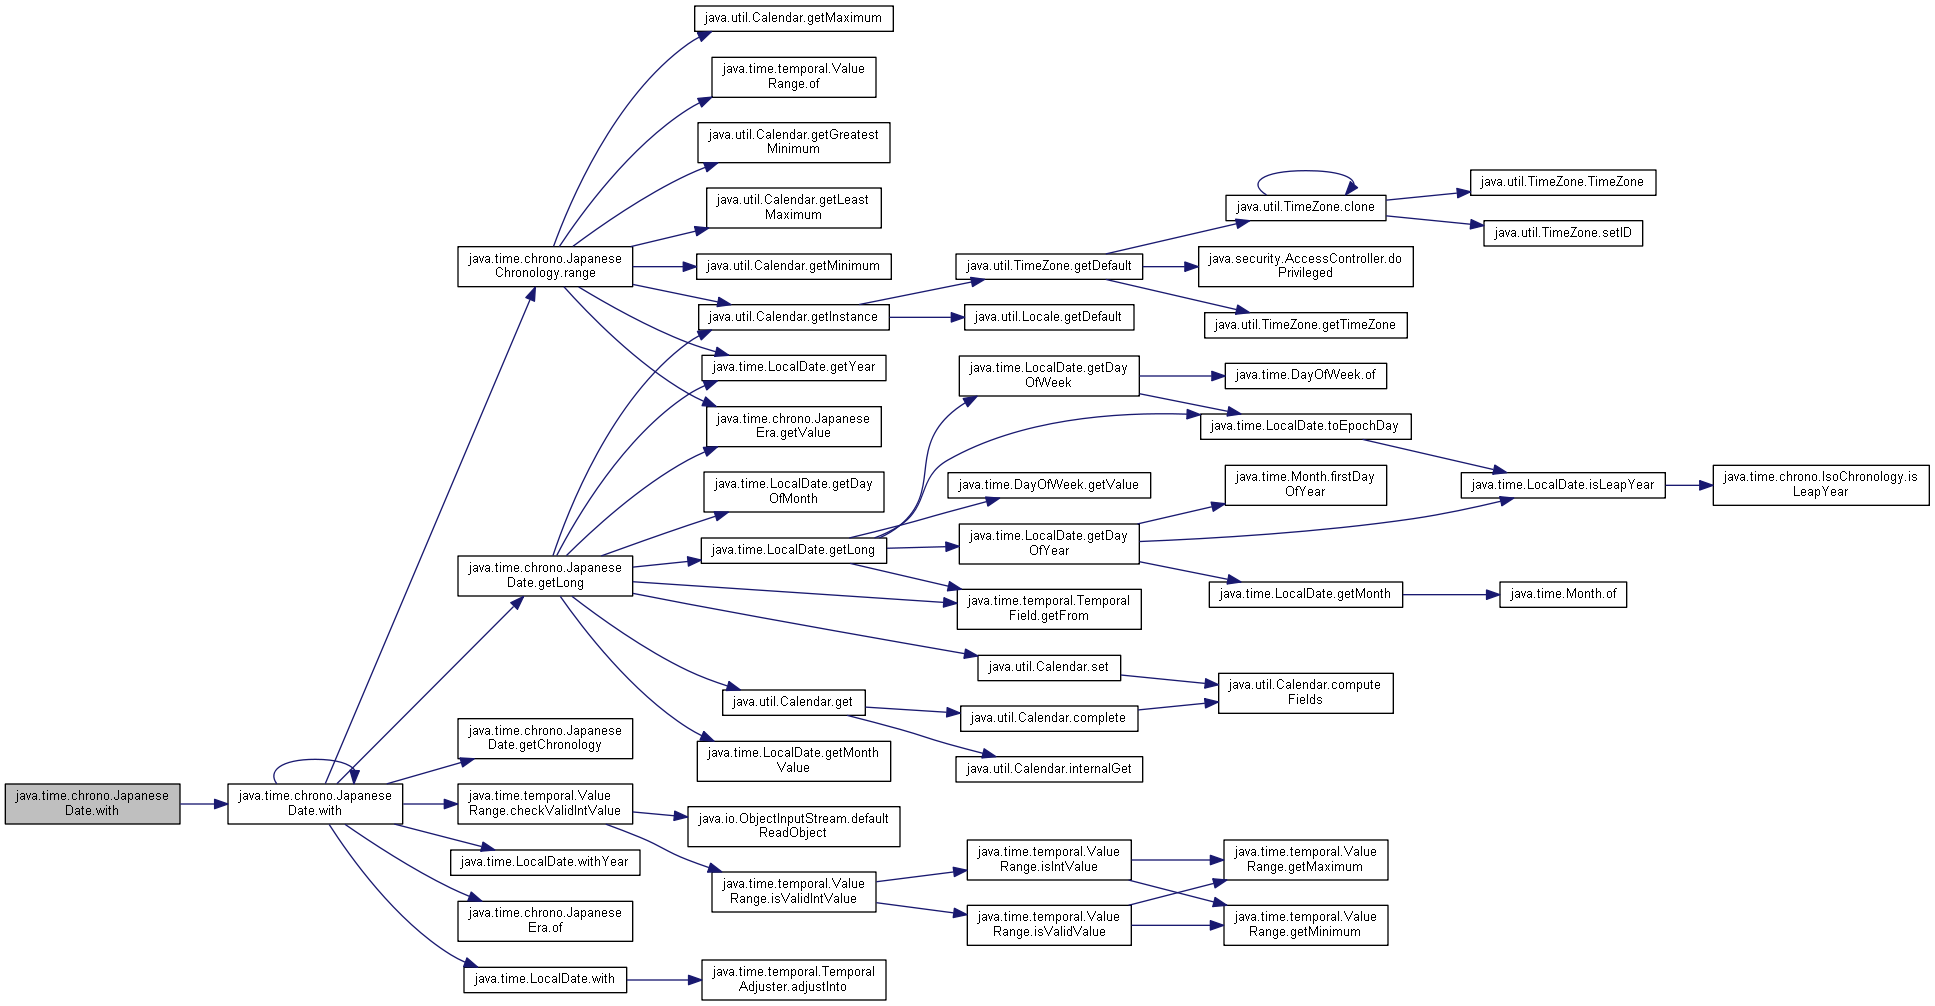 java.util.Calendar.getMaximum
java.time.temporal.Value
Range.of
java.util.Calendar.getGreatest
Minimum
java.util.Calendar.getLeast
Maximum
java.time.chrono.Japanese
Chronology.range
java.util.Calendar.getMinimum
java.util.Calendar.getInstance
java.time.LocalDate.getYear
java.time.chrono.Japanese
Era.getValue
java.util.TimeZone.getDefault
java.util.Locale.getDefault
java.util.TimeZone.clone
java.util.TimeZone.TimeZone
java.util.TimeZone.setID
java.security.AccessController.do
Privileged
java.util.TimeZone.getTimeZone
java.time.LocalDate.getDay
OfWeek
java.time.DayOfWeek.of
java.time.LocalDate.toEpochDay
java.time.LocalDate.getDay
OfMonth
java.time.DayOfWeek.getValue
java.time.Month.firstDay
OfYear
java.time.LocalDate.isLeapYear
java.time.chrono.IsoChronology.is
LeapYear
java.time.chrono.Japanese
Date.getLong
java.time.LocalDate.getLong
java.time.LocalDate.getDay
OfYear
java.time.LocalDate.getMonth
java.time.Month.of
java.time.temporal.Temporal
Field.getFrom
java.util.Calendar.set
java.util.Calendar.compute
Fields
java.util.Calendar.get
java.util.Calendar.complete
java.time.LocalDate.getMonth
Value
java.util.Calendar.internalGet
java.time.chrono.Japanese
Date.getChronology
java.time.chrono.Japanese
Date.with
java.time.chrono.Japanese
Date.with
java.time.temporal.Value
Range.checkValidIntValue
java.io.ObjectInputStream.default
ReadObject
java.time.LocalDate.withYear
java.time.temporal.Value
Range.isValidIntValue
java.time.temporal.Value
Range.isIntValue
java.time.temporal.Value
Range.getMaximum
java.time.chrono.Japanese
Era.of
java.time.temporal.Value
Range.isValidValue
java.time.temporal.Value
Range.getMinimum
java.time.LocalDate.with
java.time.temporal.Temporal
Adjuster.adjustInto